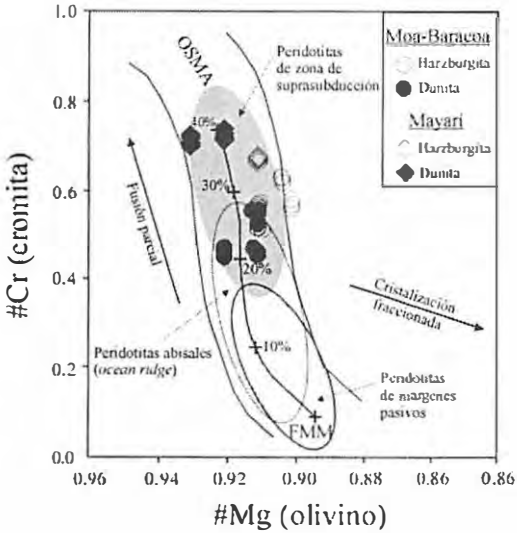 #Cr (cromita)
1.0
0.8
0.6
0.4
0.2
0.0
0.96
0.94
0.92
0.90
0.88
0.86
0.86
#Mg (olivino)
OSMA
Peridotitas
de zona de
suprasubducción
Moa-Baracoa
Harzburgita
Dunita
Mayarí
Harzburgita
Dunita
40%
30%
20%
10%
FMM
Fusión parcial
Cristalización
fraccionada
Peridotitas abisales
(ocean ridge)
Peridotitas
de márgenes
pasivos